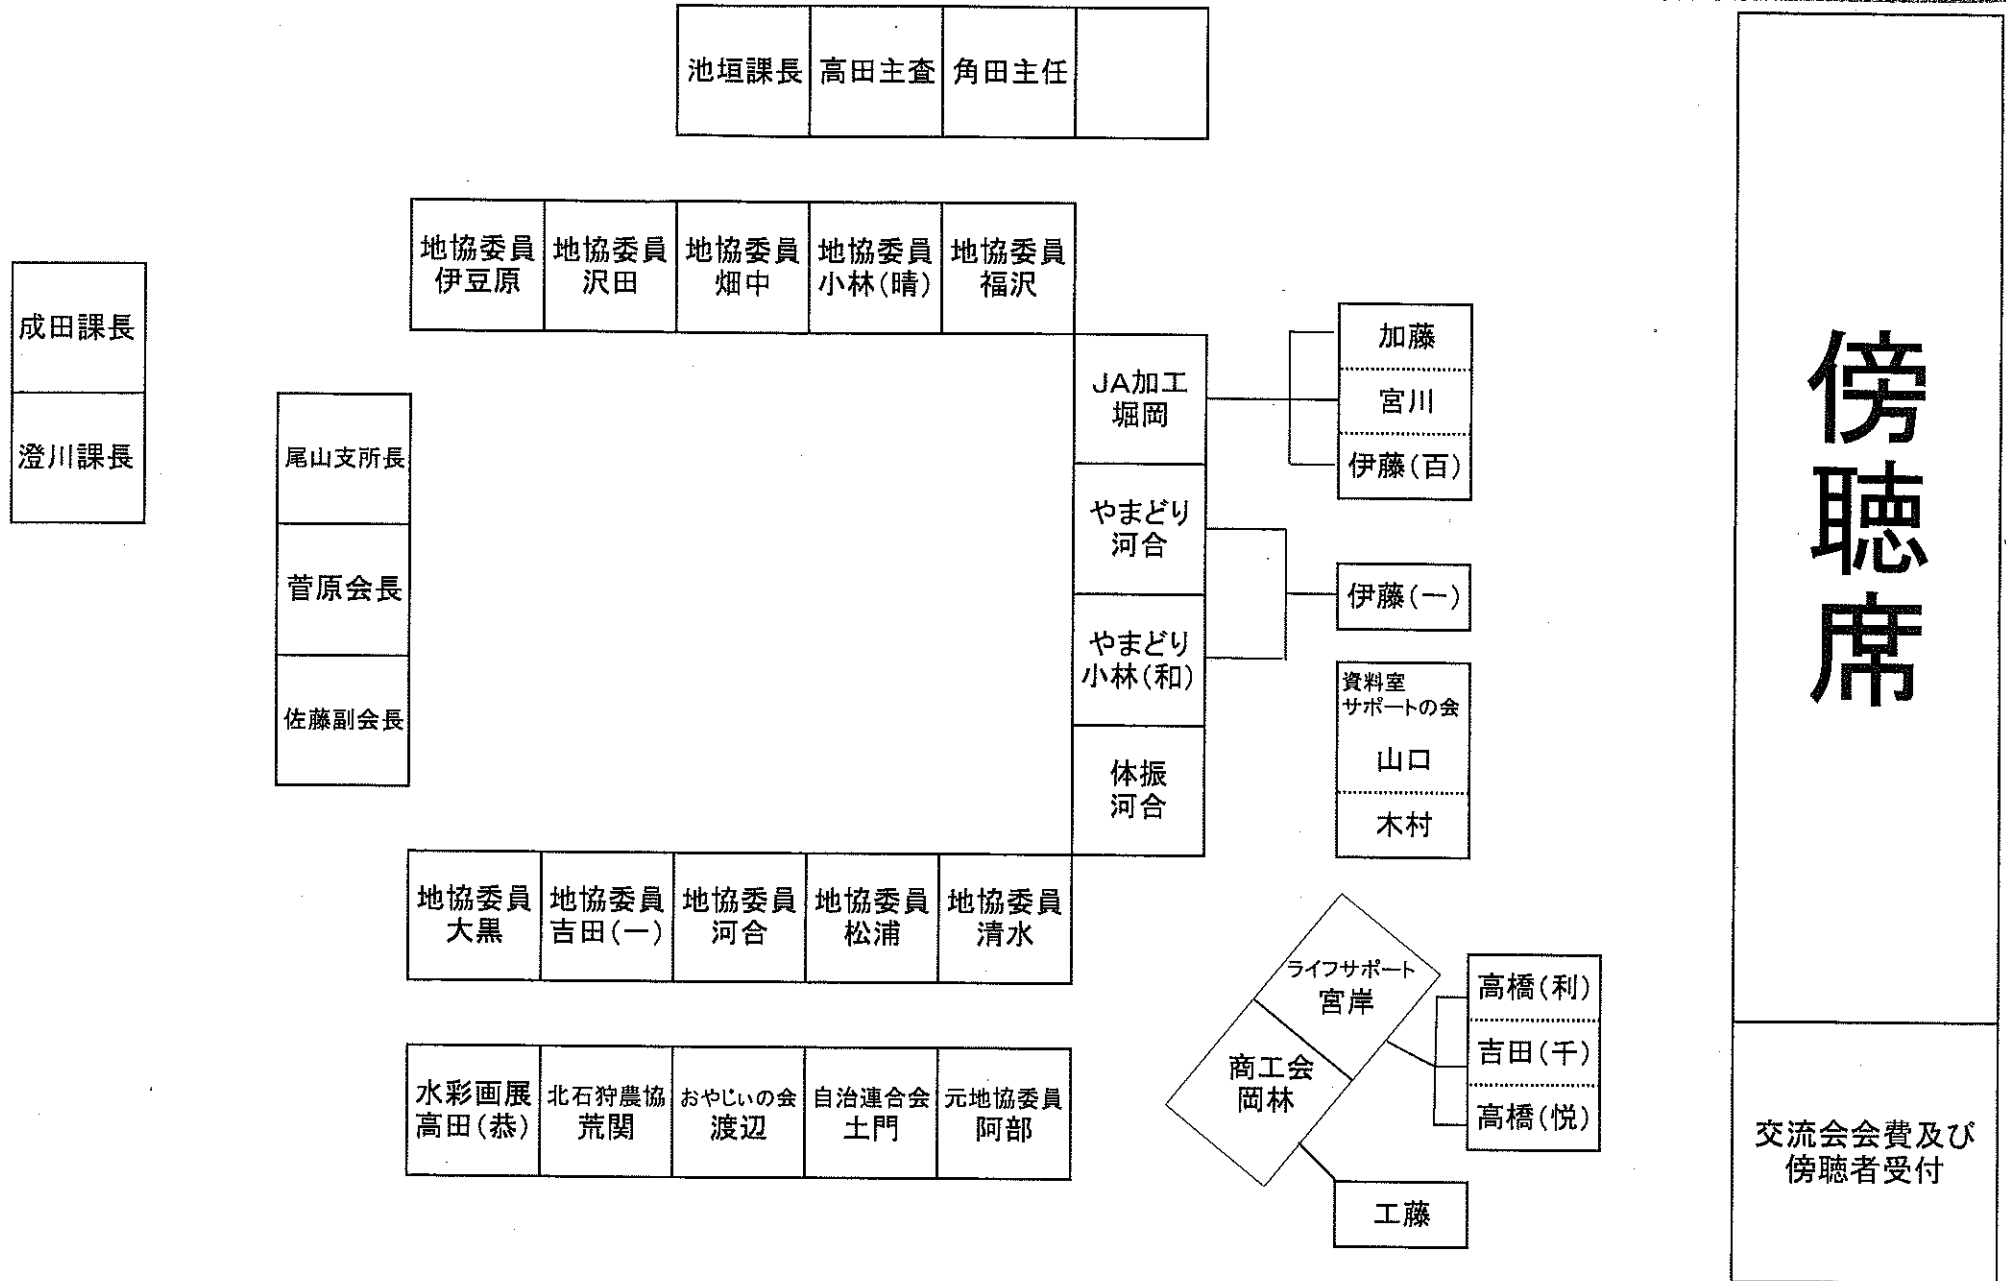 池垣課長
高田主査
角田主任
地協委員
伊豆原
地協委員
沢田
地協委員
畑中
地協委員
小林(晴)
地協委員
福沢
成田課長
澄川課長
尾山支所長
菅原会長
佐藤副会長
JA加工
堀岡
やまどり
河合
やまどり
小林(和)
体振
河合
加藤
宮川
伊藤(百)
伊藤(一)
資料室
サポートの会
山口
木村
地協委員
大黒
地協委員
吉田(一)
地協委員
河合
地協委員
松浦
地協委員
清水
水彩画展
高田(恭)
北石狩農協
荒関
おやじいの会
渡辺
自治連合会
土門
元地協委員
阿部
ライフサポート
宮岸
商工会
岡林
高橋(利)
吉田(千)
高橋(悦)
工藤
傍聴席
交流会会費及び
傍聴者受付